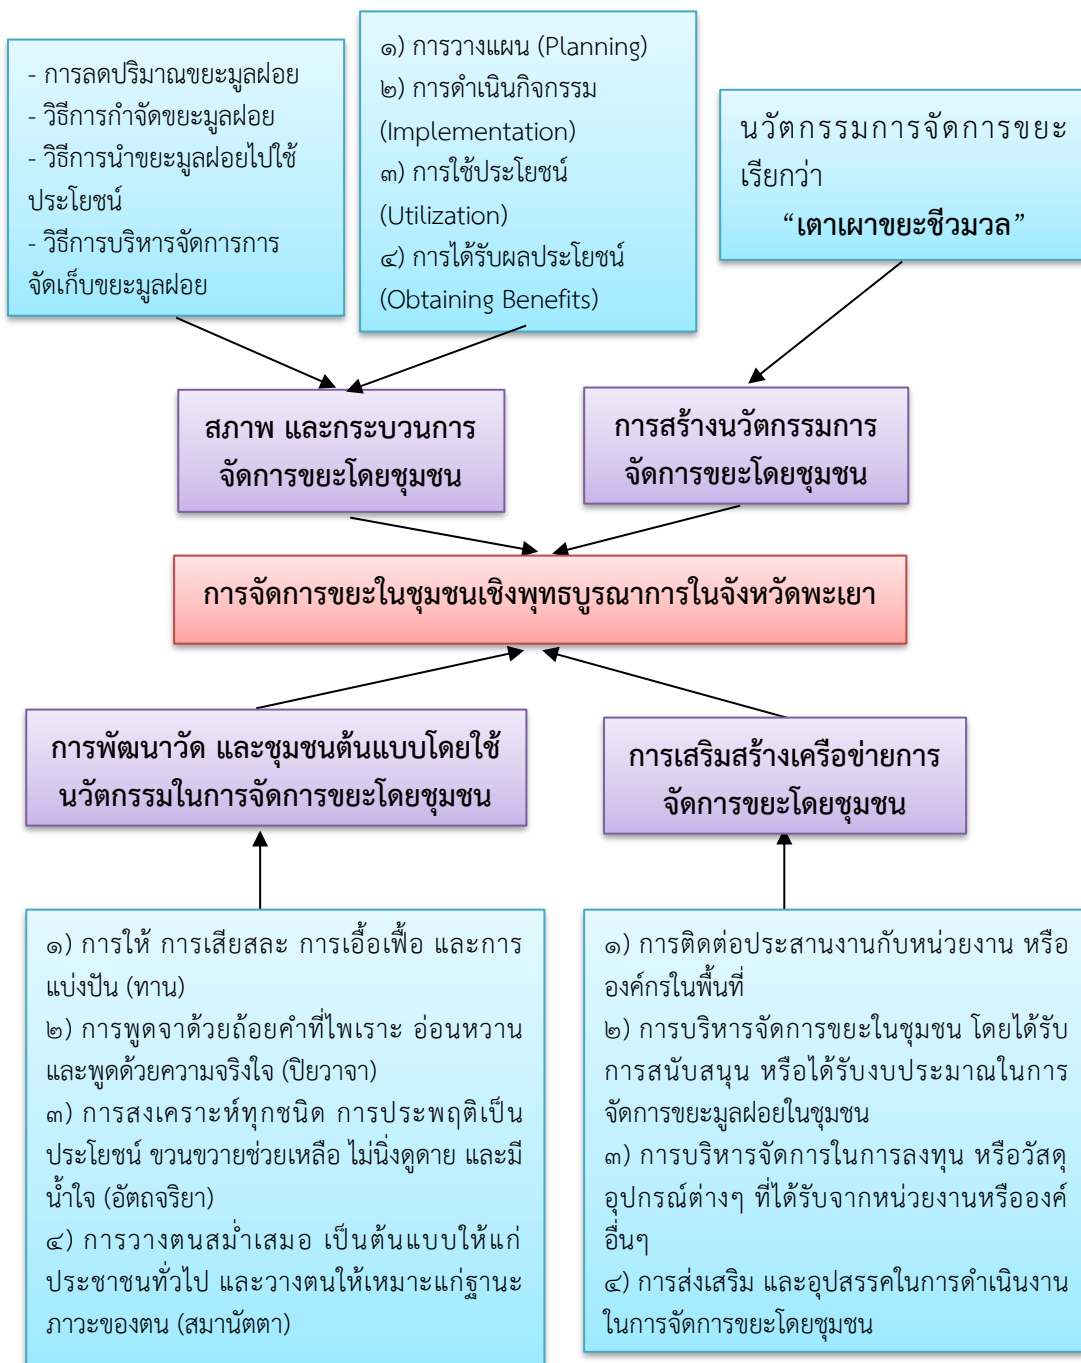 - การลดปริมาณขยะมูลฝอย
- วิธีการกำจัดขยะมูลฝอย
- วิธีการนำขยะมูลฝอยไปใช้
ประโยชน์
- วิธีการบริหารจัดการการ
จัดเก็บขยะมูลฝอย
๑) การวางแผน (Planning)
๒) การดำเนินกิจกรรม
(Implementation)
๓) การใช้ประโยชน์
(Utilization)
๔) การได้รับผลประโยชน์
(Obtaining Benefits)
นวัตกรรมการจัดการขยะ
เรียกว่า
“เตาเผาขยะชีวมวล”
สภาพ และกระบวนการ
จัดการขยะโดยชุมชน
การสร้างนวัตกรรมการ
จัดการขยะโดยชุมชน
การจัดการขยะในชุมชนเชิงพุทธบูรณาการในจังหวัดพะเยา
การพัฒนาวัด และชุมชนต้นแบบโดยใช้
นวัตกรรมในการจัดการขยะโดยชุมชน
การเสริมสร้างเครือข่ายการ
จัดการขยะโดยชุมชน
๑) การให้ การเสียสละ การเอื้อเฟื้อ และการ
แบ่งปัน (ทาน)
๒) การพูดจาด้วยถ้อยคำที่ไพเราะ อ่อนหวาน
และพูดด้วยความจริงใจ (ปิยวาจา)
๓) การสงเคราะห์ทุกชนิด การประพฤติเป็น
ประโยชน์ ขวนขวายช่วยเหลือ ไม่นิ่งดูดาย และมี
น้ำใจ (อัตถจริยา)
๔) การวางตนสม่ำเสมอ เป็นต้นแบบให้แก่
ประชาชนทั่วไป และวางตนให้เหมาะแก่ฐานะ
ภาวะของตน (สมานัตตา)
๑) การติดต่อประสานงานกับหน่วยงาน หรือ
องค์กรในพื้นที่
๒) การบริหารจัดการขยะในชุมชน โดยได้รับ
การสนับสนุน หรือได้รับงบประมาณในการ
จัดการขยะมูลฝอยในชุมชน
๓) การบริหารจัดการในการลงทุน หรือวัสดุ
อุปกรณ์ต่างๆ ที่ได้รับจากหน่วยงานหรือองค์
อื่นๆ
๔) การส่งเสริม และอุปสรรคในการดำเนินงาน
ในการจัดการขยะโดยชุมชน